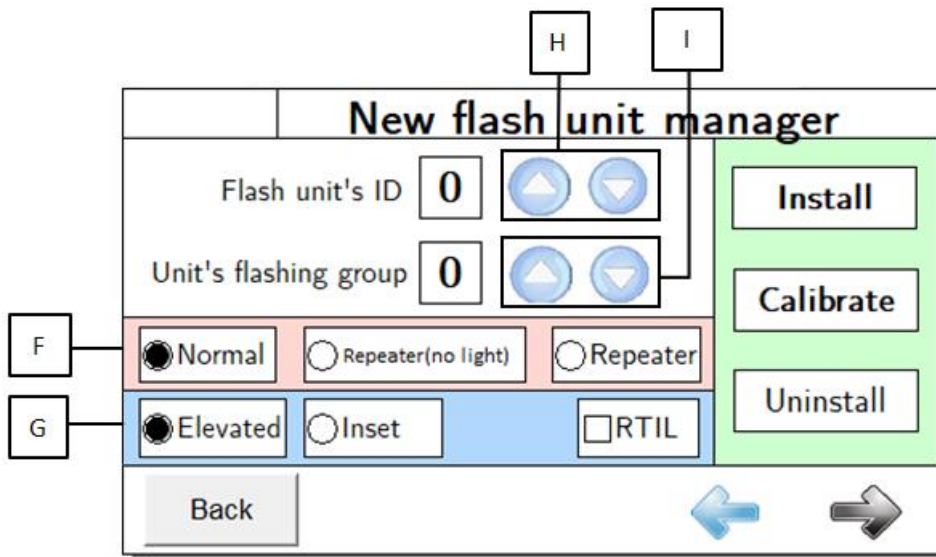 H I
New flash unit manager
Flash unit's ID 0
Install
Unit's flashing group 0
Calibrate
F
Normal Repeater(no light) Repeater
Uninstall
G
Elevated Inset RTIL
Back